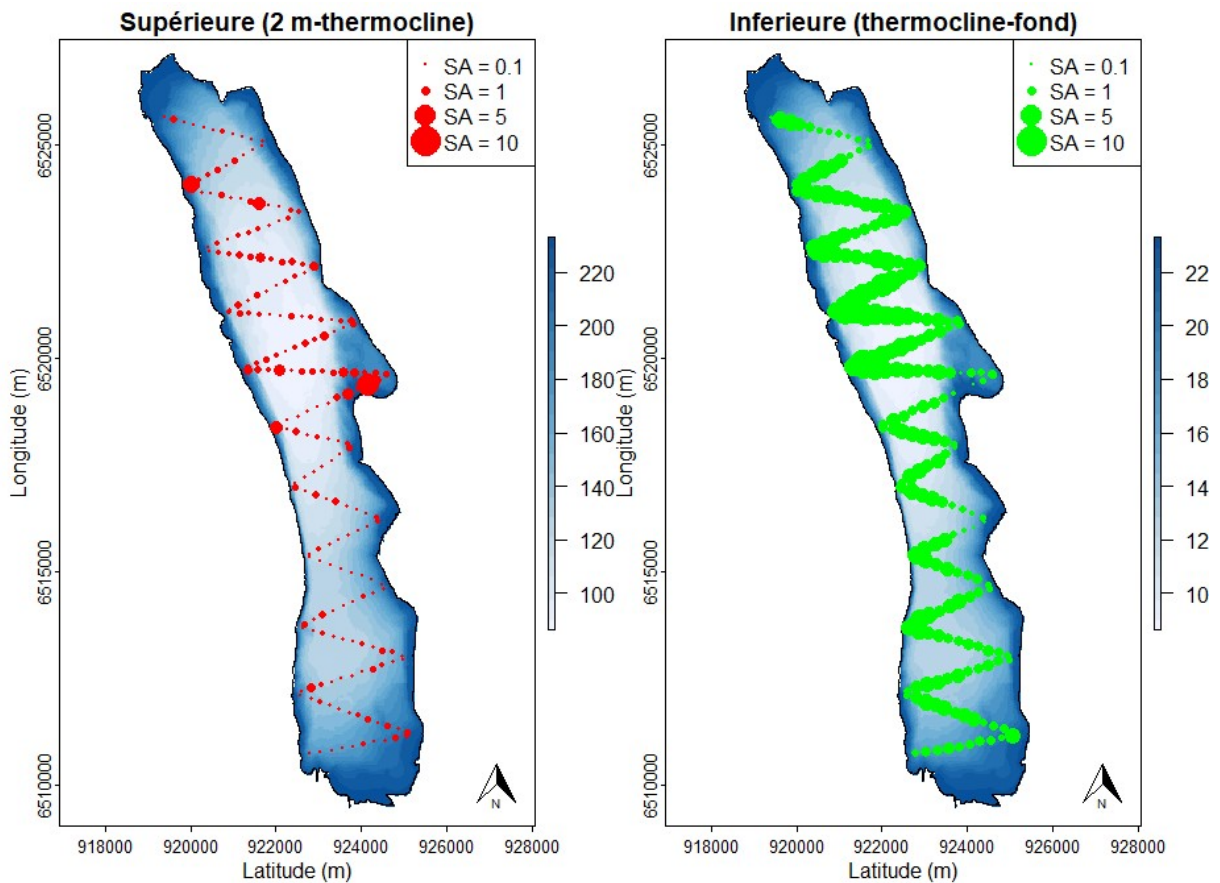 Supérieure (2 m-thermocline)
SA = 0.1
SA = 1
SA = 5
SA = 10
6525000
6520000
6515000
6510000
Longitude (m)
220
200
180
160
140
120
100
N
918000 920000 922000 924000 926000 928000
Latitude (m)
Inferieure (thermocline-fond)
SA = 0.1
SA = 1
SA = 5
SA = 10
6525000
6520000
6515000
6510000
Longitude (m)
22
20
18
16
14
12
10
N
918000 920000 922000 924000 926000 928000
Latitude (m)